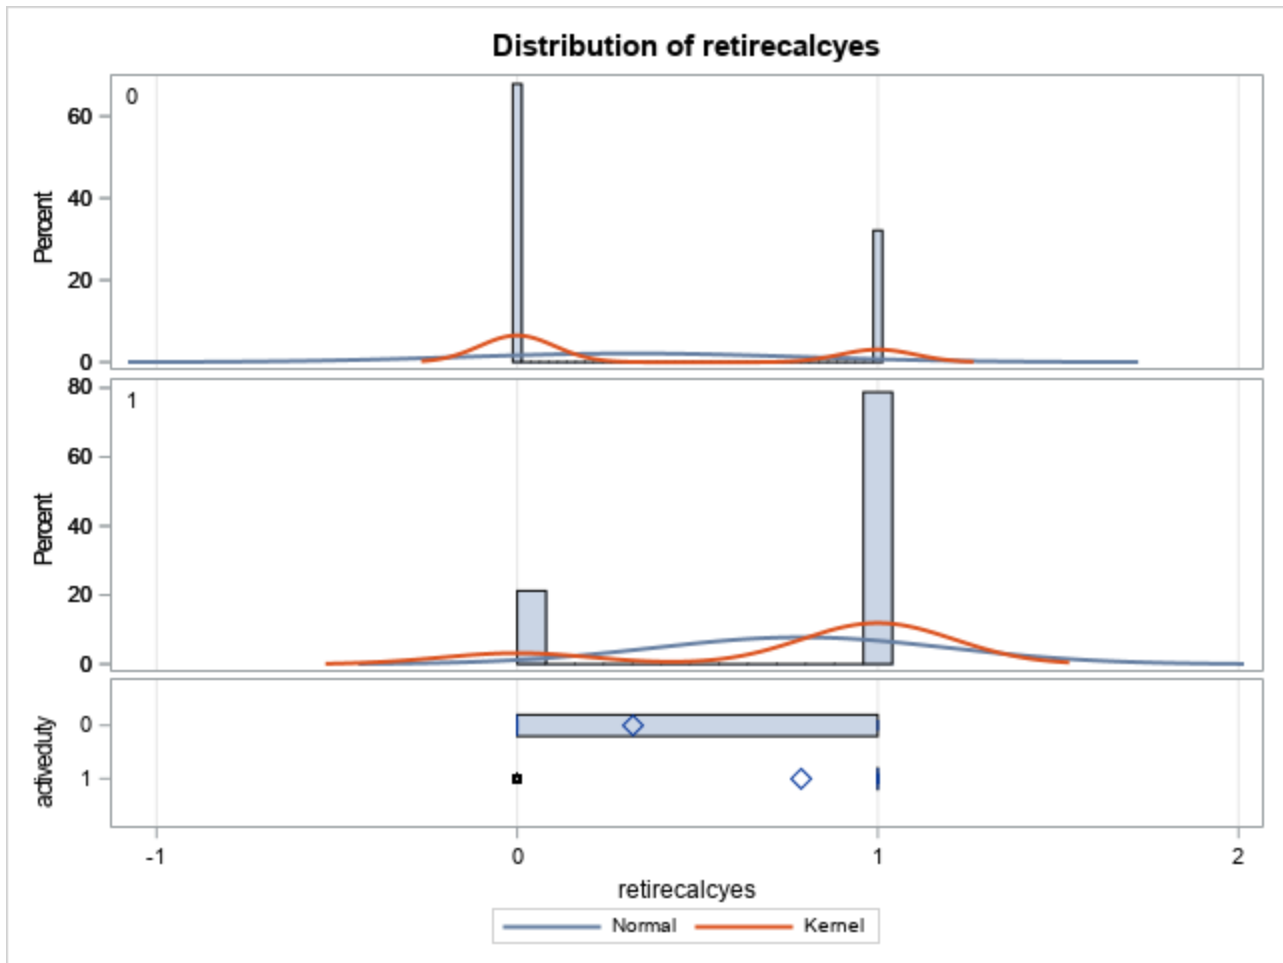 Distribution of retirecalcyes
0
Percent
60
40
20
0
1
Percent
80
60
40
20
0
activeduty
0
1
-1 0 1 2
retirecalcyes
Normal Kernel